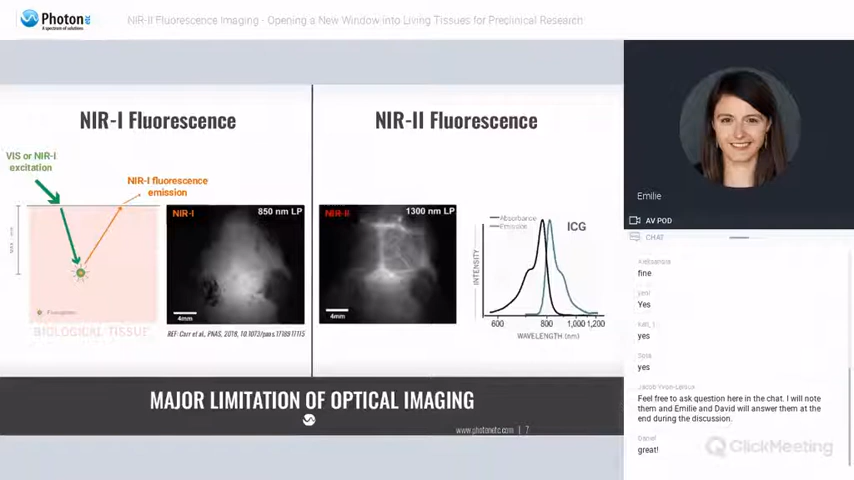 Photon etc.
A spectrum of solutions
NIR-II Fluorescence Imaging - Opening a New Window into Living Tissues for Preclinical Research
NIR-I Fluorescence
VIS or NIR-I
excitation
NIR-I fluorescence
emission
BIOLOGICAL TISSUE
NIR-I
850 nm LP
4mm
REF: Carr et al., PNAS, 2018,
NIR-II Fluorescence
NIR-II
1300 nm LP
4mm
Absorbance
Emission
ICG
INTENSITY
600
800
1,000
1,200
WAVELENGTH (nm)
MAJOR LIMITATION OF OPTICAL IMAGING
www.photonetc.com | 7
Emilie
AV POD
CHAT
fine
Yes
yes
yes
Jacob Yvon-Leroux
Feel free to ask question here in the chat. I will note
them and Emilie and David will answer them at the
end during the discussion.
Daniel
great!
ClickMeeting